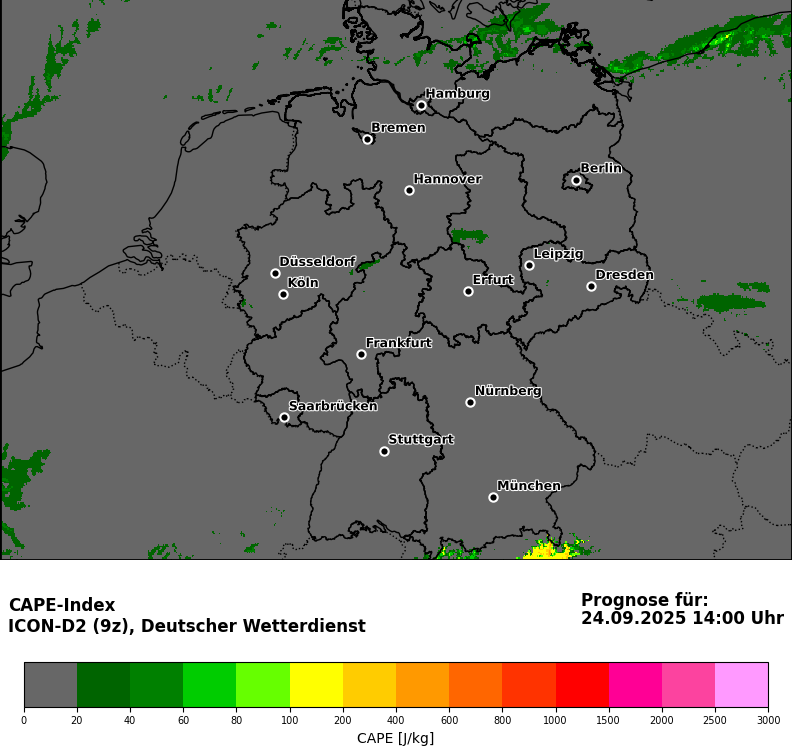 Hamburg
Bremen
Berlin
Hannover
Leipzig
Düsseldorf
Dresden
Köln
Erfurt
Frankfurt
Nürnberg
Saarbrücken
Stuttgart
München
CAPE-Index
ICON-D2 (9z), Deutscher Wetterdienst
Prognose für:
24.09.2025 14:00 Uhr
0 20 40 60 80 100 200 400 600 800 1000 1500 2000 2500 3000
CAPE [J/kg]